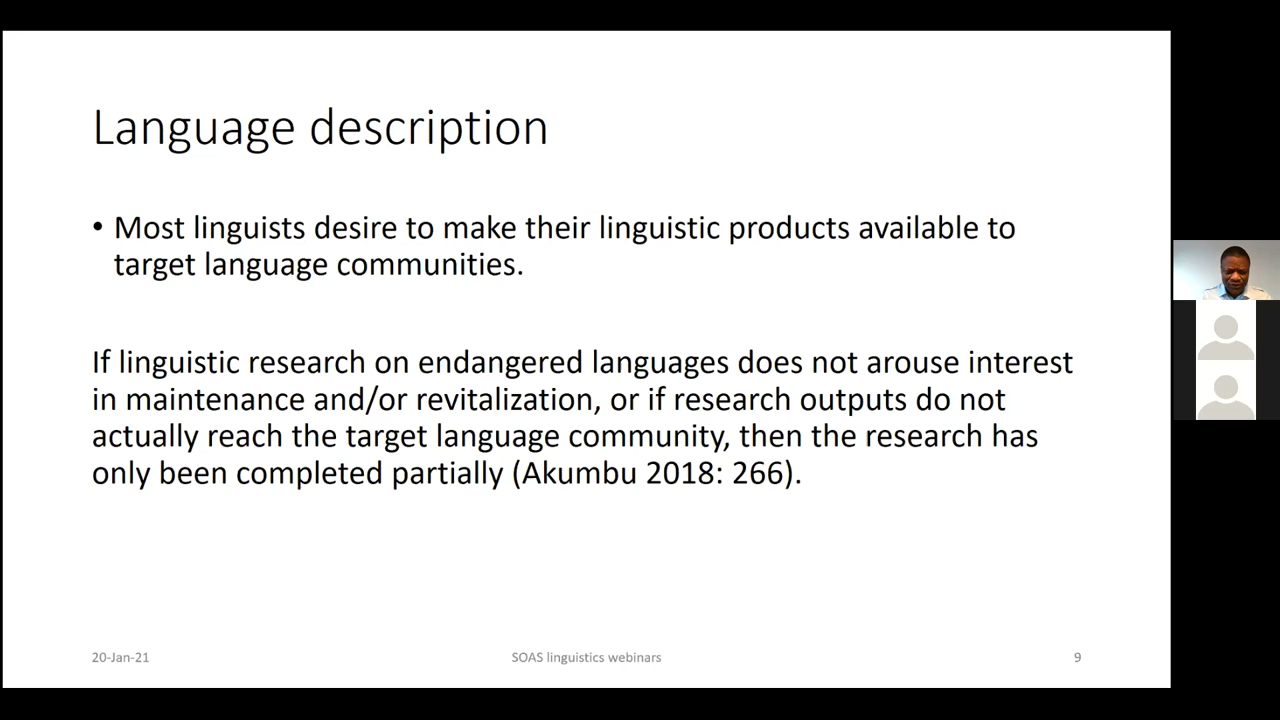 Language description
• Most linguists desire to make their linguistic products available to
target language communities.
If linguistic research on endangered languages does not arouse interest
in maintenance and/or revitalization, or if research outputs do not
actually reach the target language community, then the research has
only been completed partially (Akumbu 2018: 266).
20-Jan-21
SOAS linguistics webinars
9